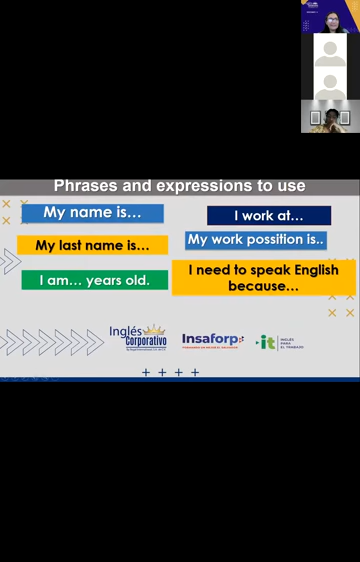 Phrases and expressions to use
My name is...
I work at...
My last name is...
My work possition is..
I am... years old.
I need to speak English
because...
Inglés
Corporativo
Insaforp
it
INGLÉS
PARA
EL TRABAJO